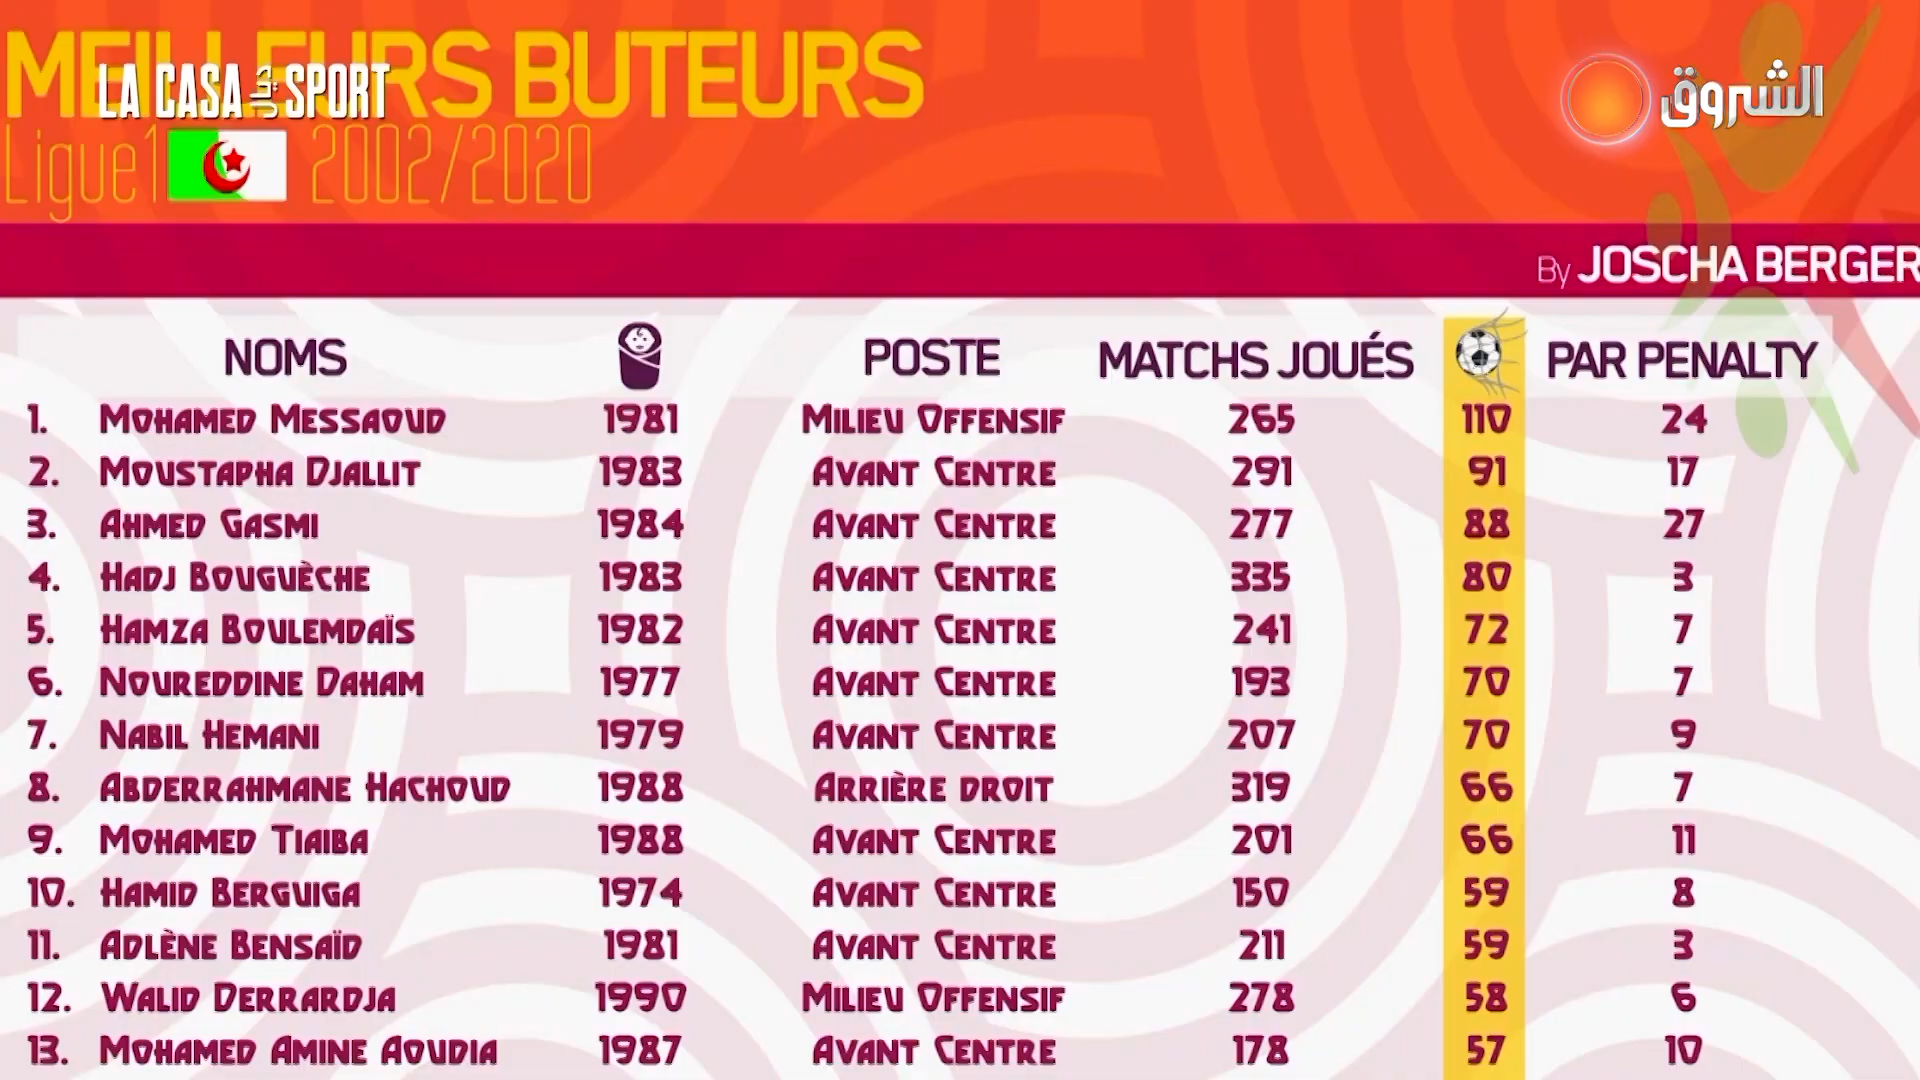 MEILLEURS BUTEURS
LA CASA ديال SPORT
الشروق
Ligue1 2002/2020
By JOSCHA BERGER
NOMS POSTE MATCHS JOUÉS PAR PENALTY
1. MOHAMED MESSAOUD 1981 MILIEU OFFENSIF 265 110 24
2. MOUSTAPHA DJALLIT 1983 AVANT CENTRE 291 91 17
3. AHMED GASMI 1984 AVANT CENTRE 277 88 27
4. HADJ BOUGUÈCHE 1983 AVANT CENTRE 335 80 3
5. HAMZA BOULEMDAÏS 1982 AVANT CENTRE 241 72 7
6. NOUREDDINE DAHAM 1977 AVANT CENTRE 193 70 7
7. NABIL HEMANI 1979 AVANT CENTRE 207 70 9
8. ABDERRAHMANE HACHOUD 1988 ARRIÈRE DROIT 319 66 7
9. MOHAMED TIAIBA 1988 AVANT CENTRE 201 66 11
10. HAMID BERGUIGA 1974 AVANT CENTRE 150 59 8
11. ADLÈNE BENSAÏD 1981 AVANT CENTRE 211 59 3
12. WALID DERRARDJA 1990 MILIEU OFFENSIF 278 58 6
13. MOHAMED AMINE AOUDIA 1987 AVANT CENTRE 178 57 10